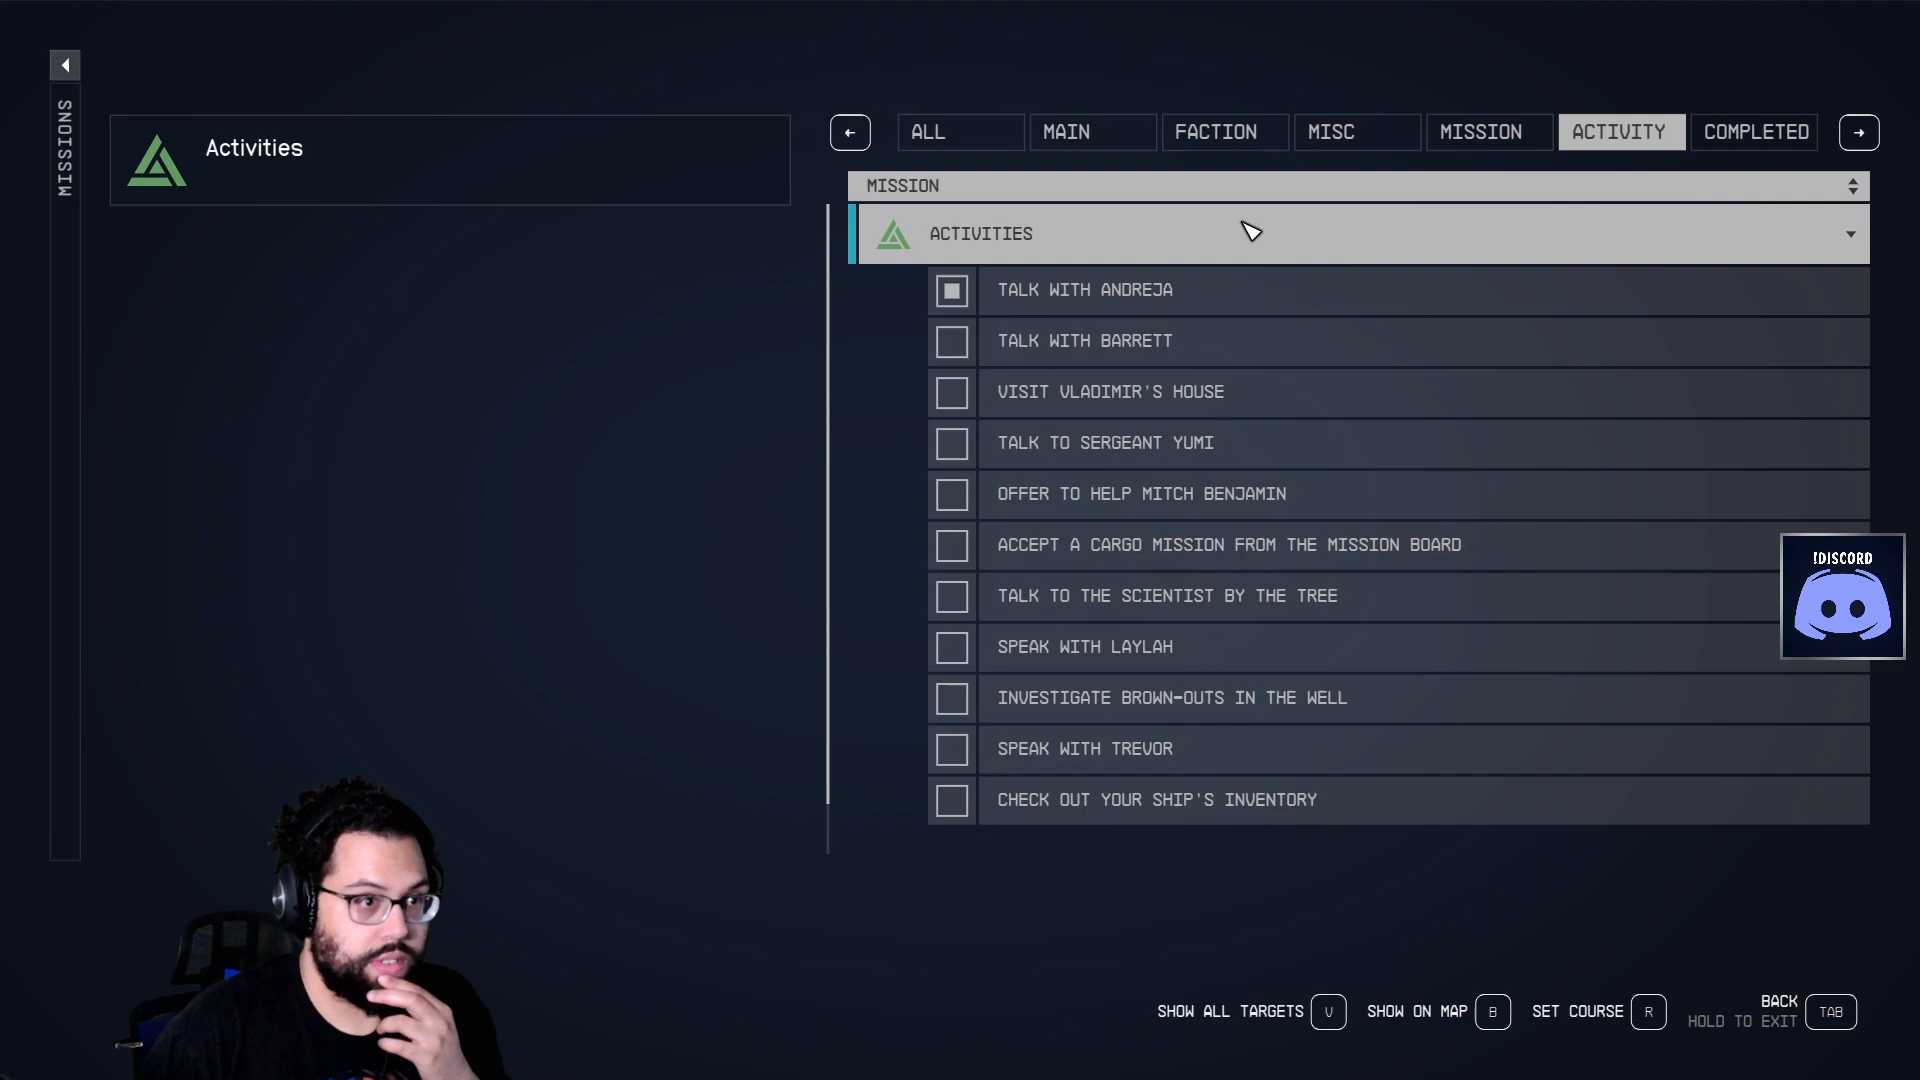 MISSIONS
Activities
ALL
MAIN
FACTION
MISC
MISSION
ACTIVITY
COMPLETED
MISSION
ACTIVITIES
TALK WITH ANDREJA
TALK WITH BARRETT
VISIT VLADIMIR'S HOUSE
TALK TO SERGEANT YUMI
OFFER TO HELP MITCH BENJAMIN
ACCEPT A CARGO MISSION FROM THE MISSION BOARD
TALK TO THE SCIENTIST BY THE TREE
SPEAK WITH LAYLAH
INVESTIGATE BROWN-OUTS IN THE WELL
SPEAK WITH TREVOR
CHECK OUT YOUR SHIP'S INVENTORY
!DISCORD
SHOW ALL TARGETS V
SHOW ON MAP B
SET COURSE R
BACK
HOLD TO EXIT
TAB